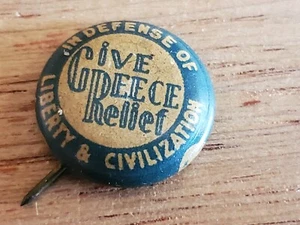 IN DEFENSE OF
GIVE
GREECE
Relief
LIBERTY & CIVILIZATION